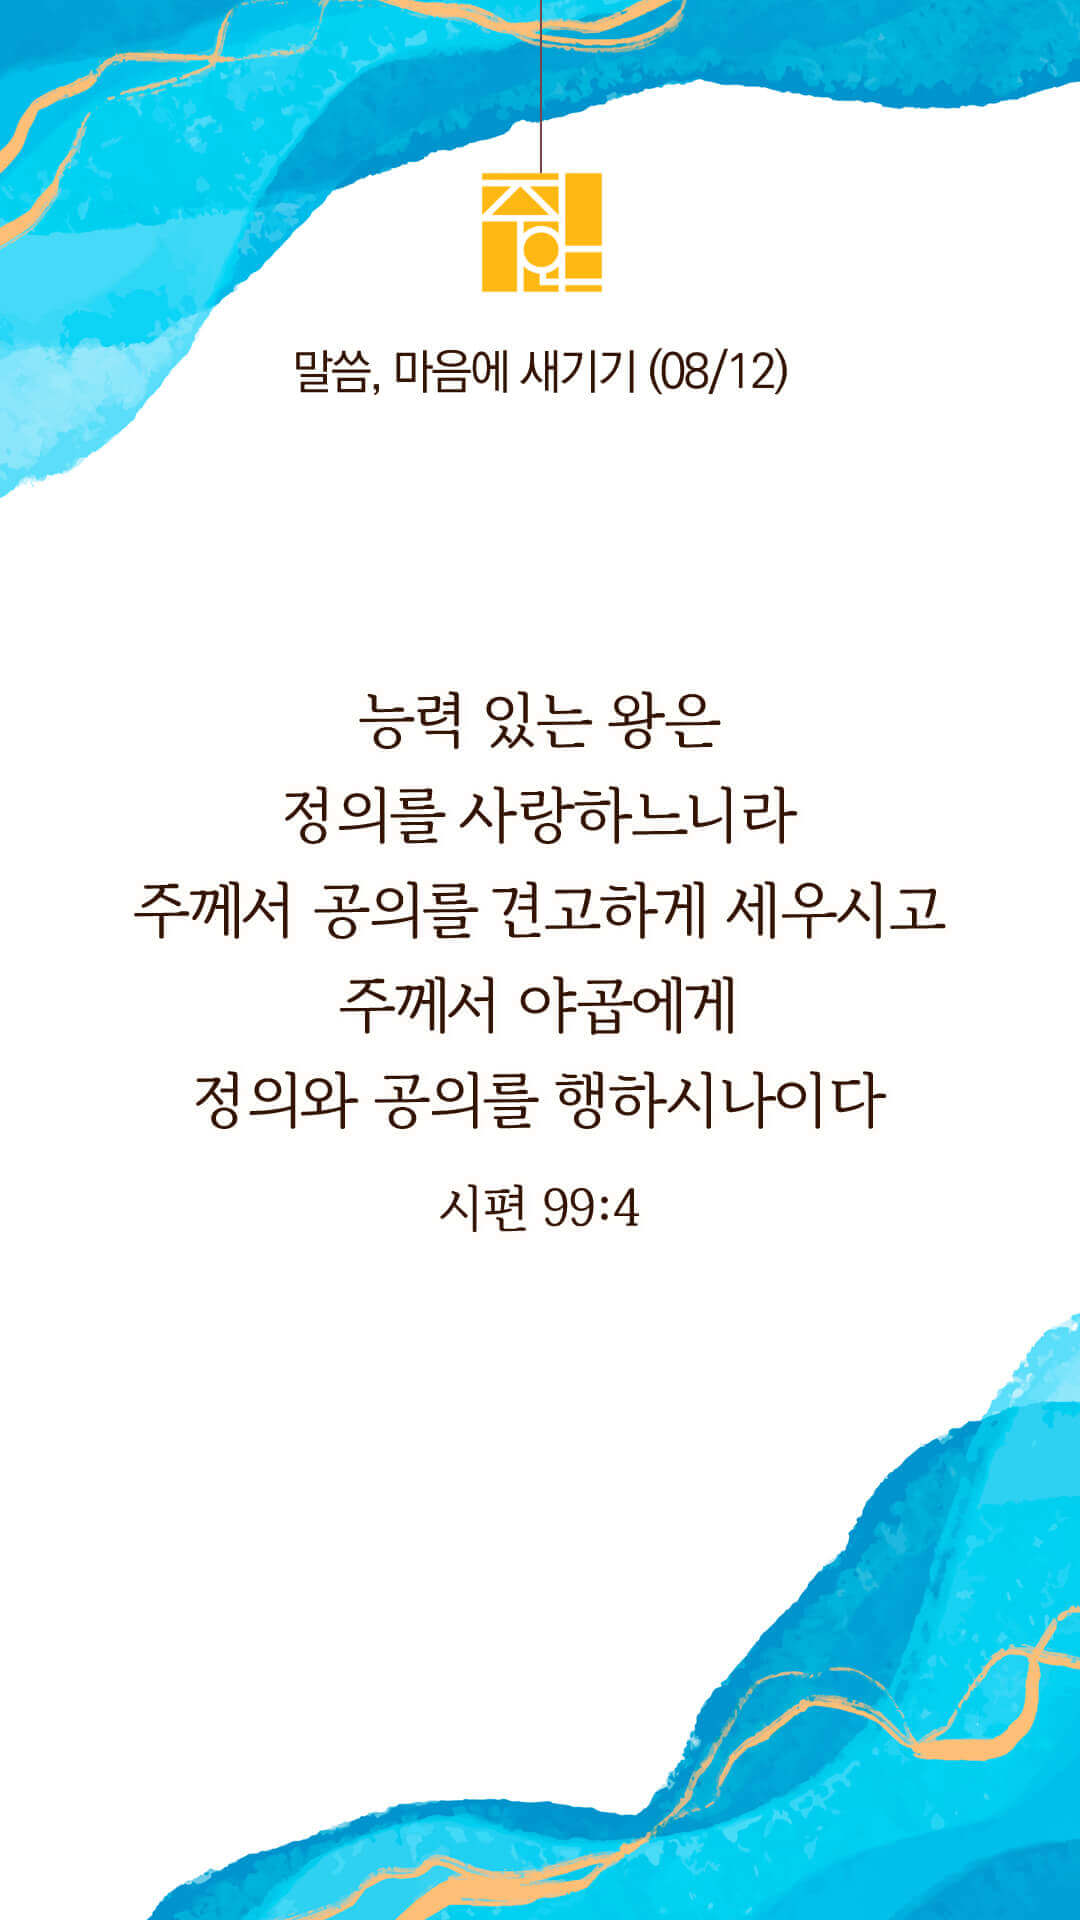 주인
말씀, 마음에 새기기 (08/12)
능력 있는 왕은
정의를 사랑하느니라
주께서 공의를 견고하게 세우시고
주께서 야곱에게
정의와 공의를 행하시나이다
시편 99:4